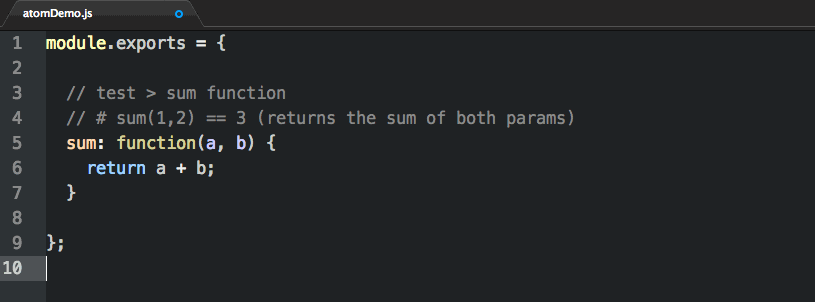 atomDemo.js
1 module.exports = {
2
3 // test > sum function
4 // # sum(1,2) == 3 (returns the sum of both params)
5 sum: function(a, b) {
6 return a + b;
7 }
8
9 };
10